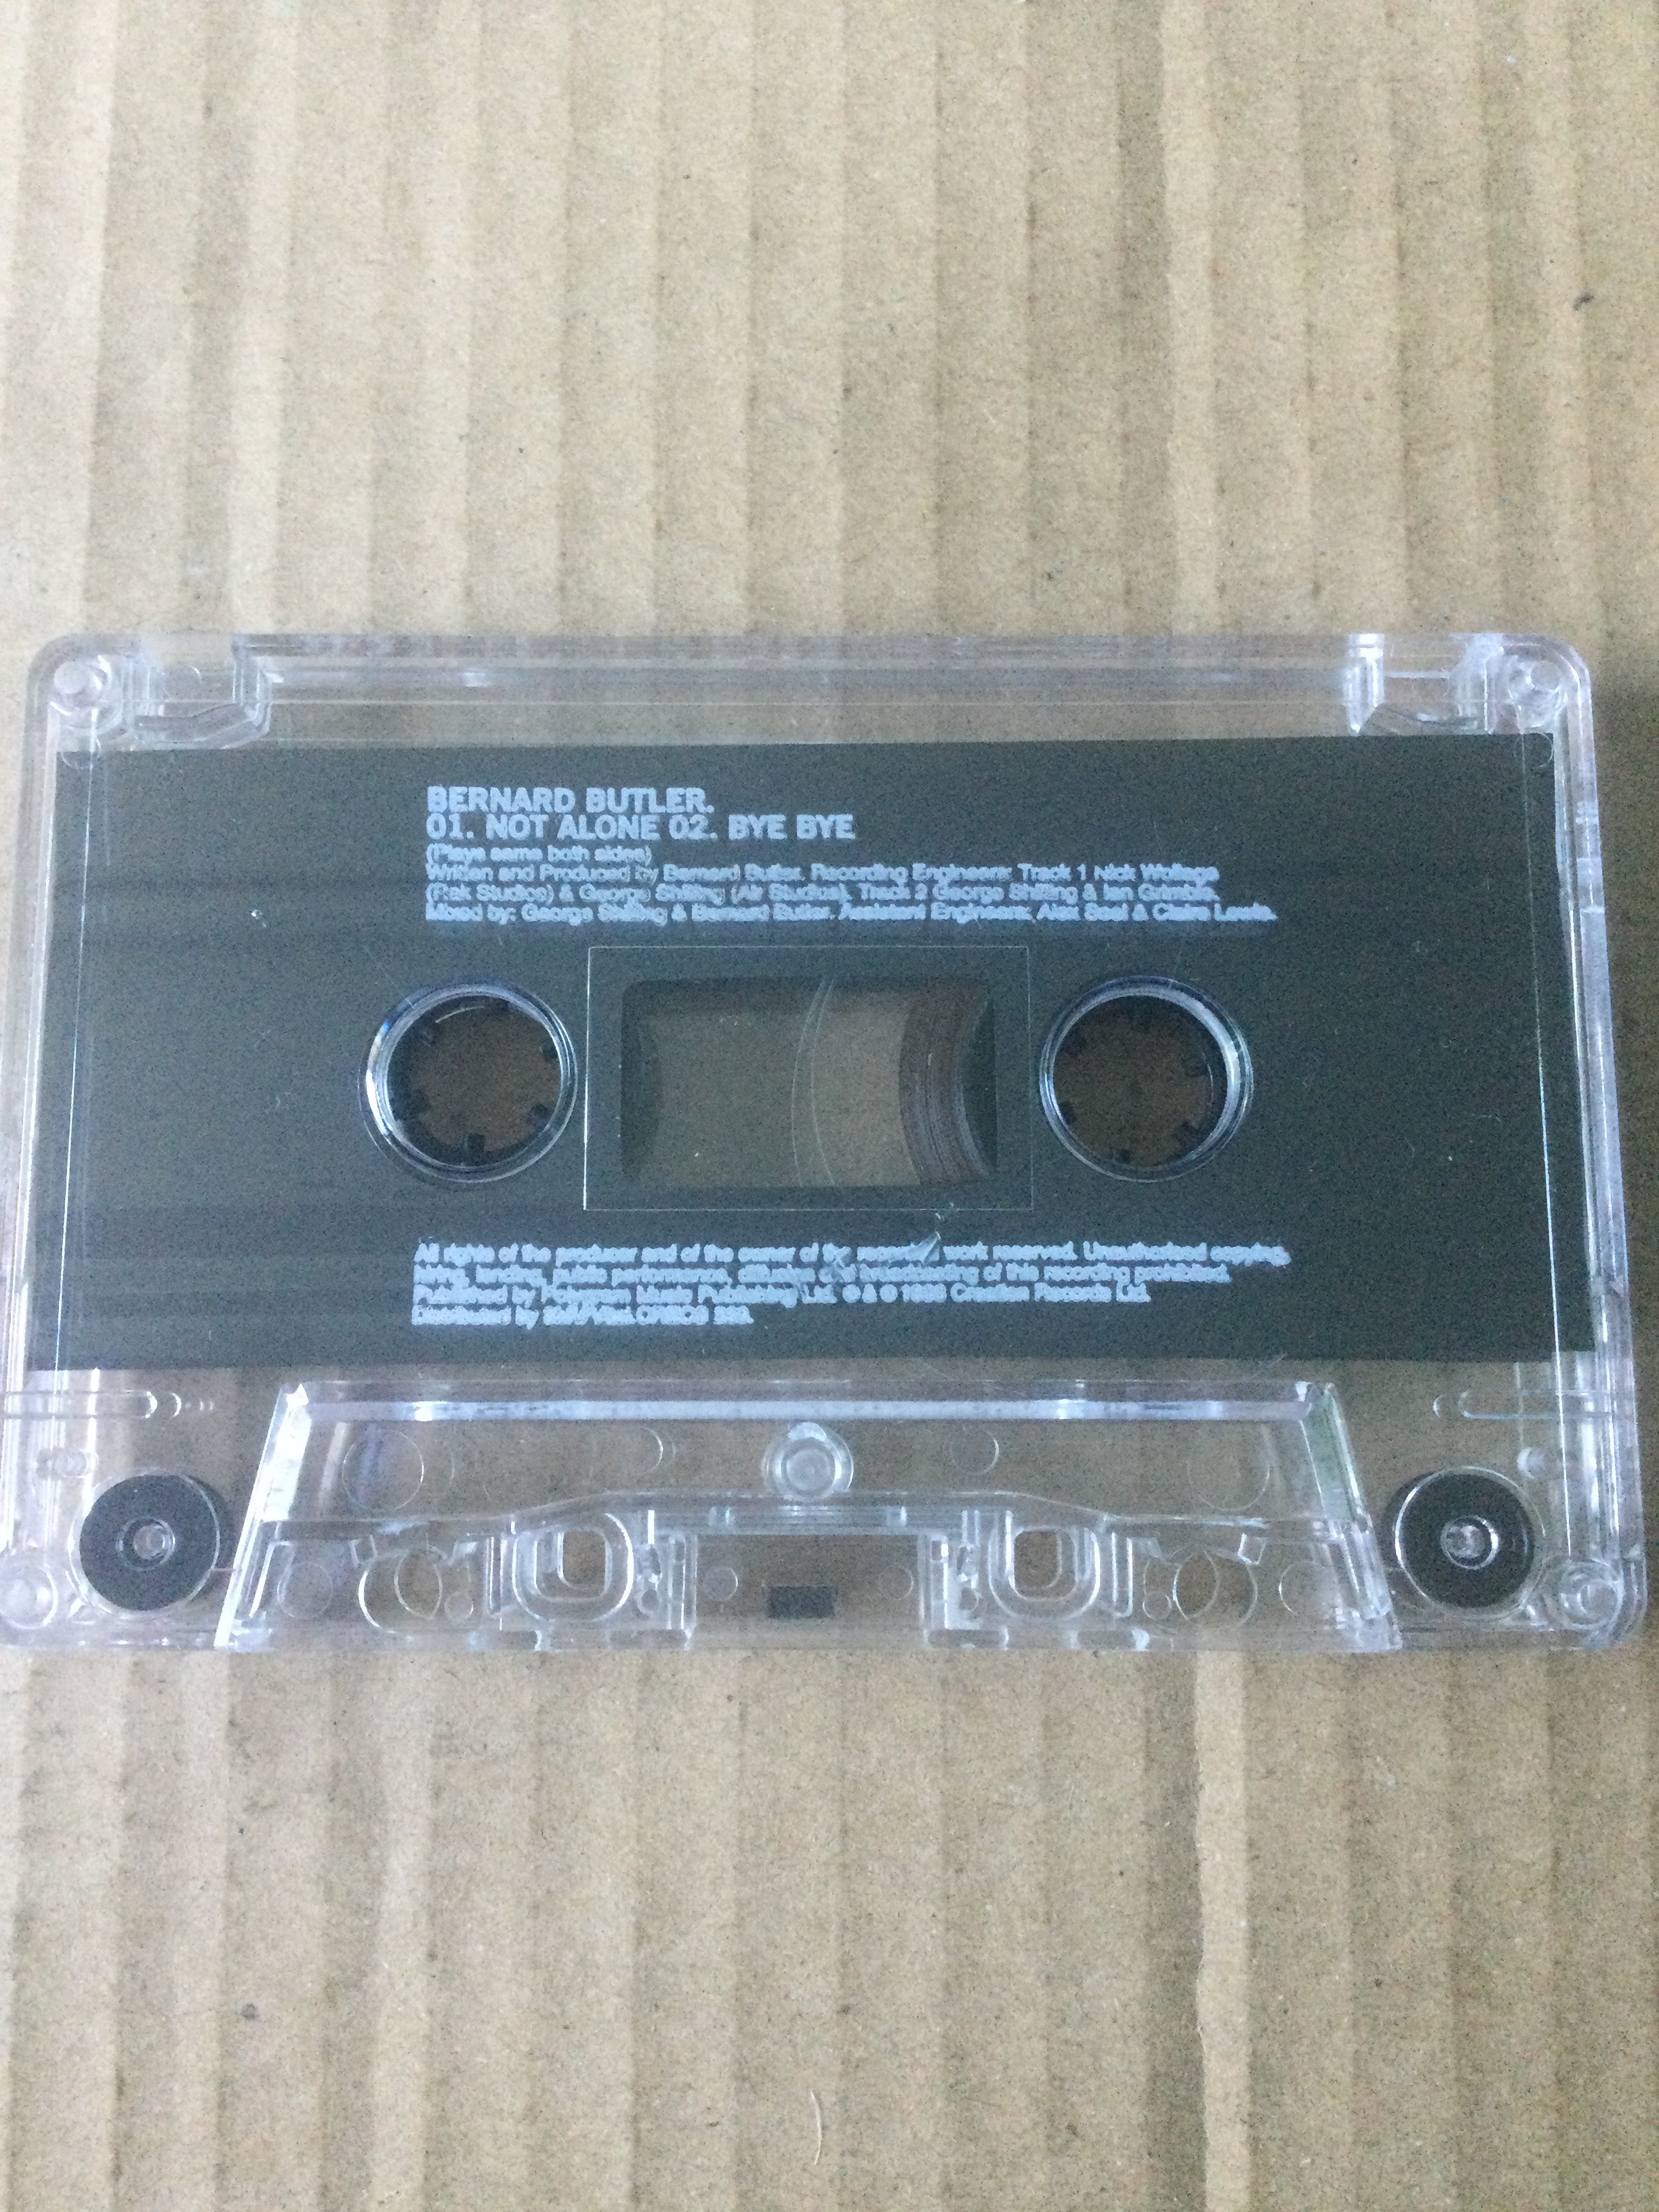 BERNARD BUTLER.
01. NOT ALONE 02. BYE BYE
(Plays same both sides)
Written and Produced by Bernard Butler. Recording Engineers: Track 1 Nick Wollage
(Rak Studios) & George Shilling (Air Studios), Track 2 George Shilling & Ian Grimble.
Mixed by: George Shilling & Bernard Butler. Assistant Engineers: Alex Seel & Claire Lewis.
All rights of the producer and of the owner of the work reserved. Unauthorised copying,
hiring, lending, public performance, diffusion and broadcasting of this recording prohibited.
Published by Polygram Music Publishing Ltd. 1998 Creation Records Ltd.
Distributed by